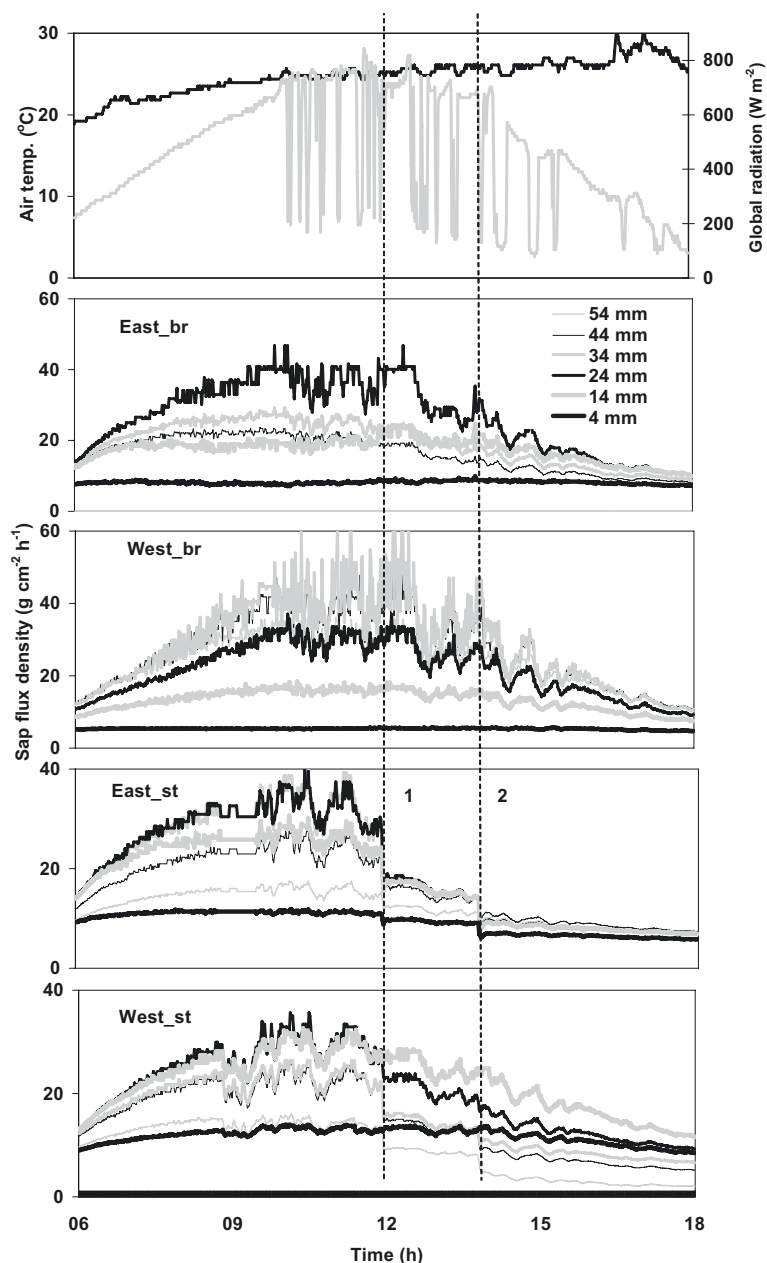 30
20
10
0
Air temp. (°C)
800
600
400
200
0
Global radiation (W m-2)
60
40
20
0
East_br
54 mm
44 mm
34 mm
24 mm
14 mm
4 mm
60
40
20
0
West_br
Sap flux density (g cm-2 h-1)
40
20
0
East_st
1
2
40
20
0
West_st
06
09
12
15
18
Time (h)